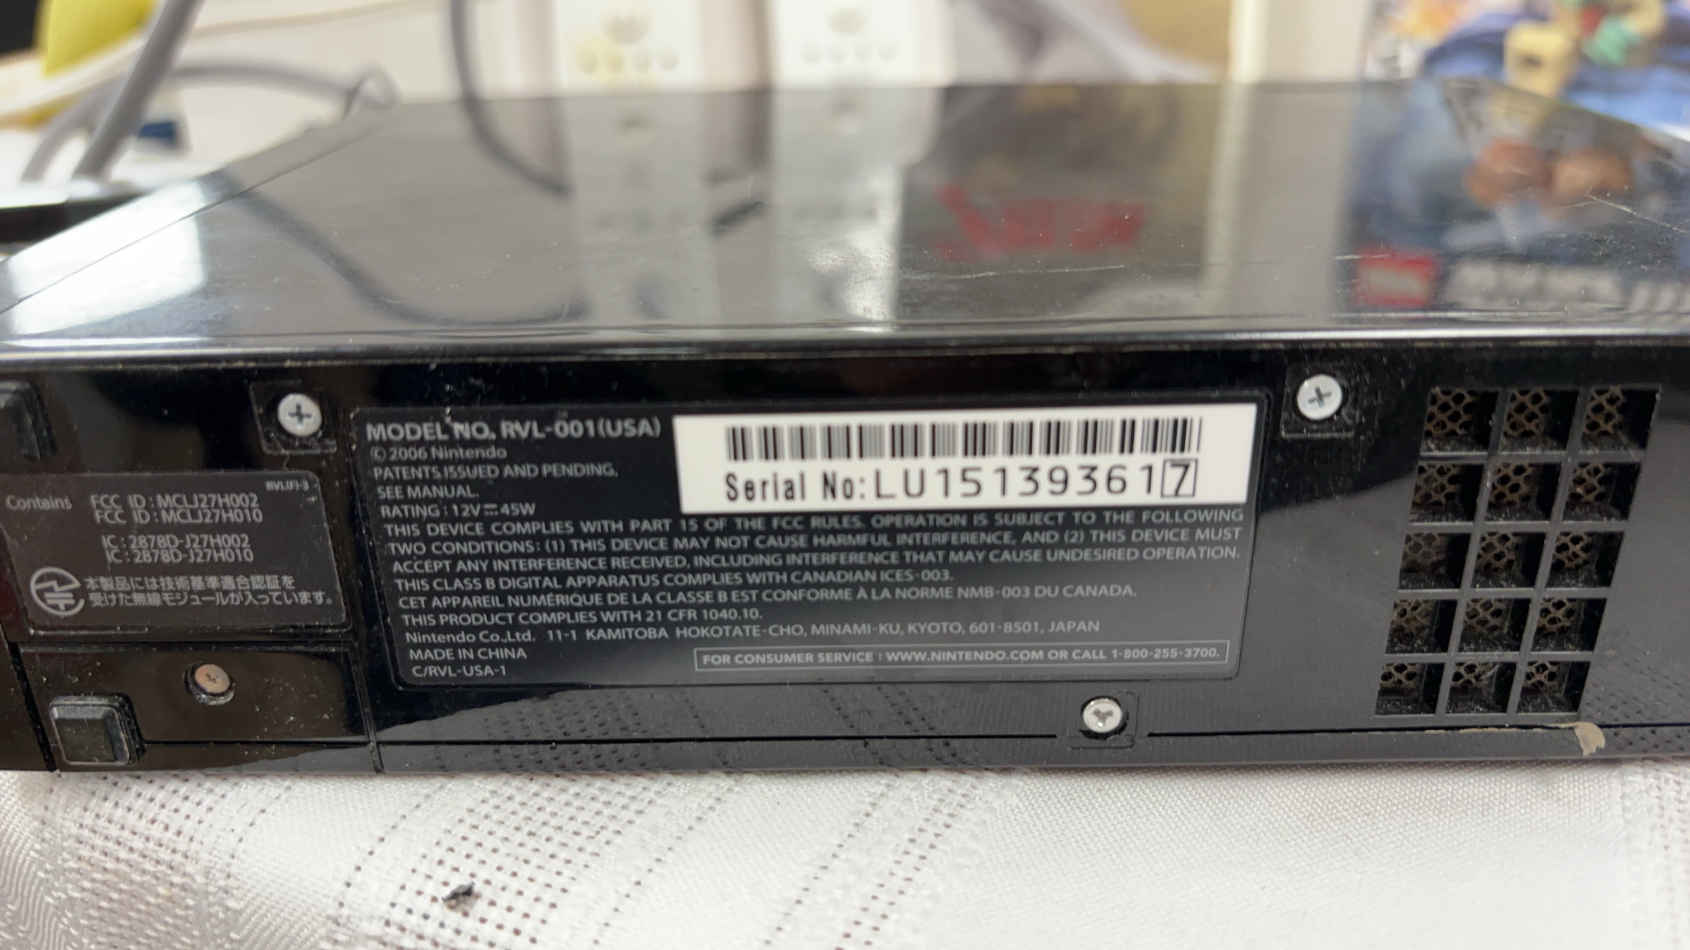 RVL(F)-3
Contains FCC ID : MCLJ27H002
FCC ID : MCLJ27H010
IC : 2878D-J27H002
IC : 2878D-J27H010
本製品には技術基準適合認証を
受けた無線モジュールが入っています。
MODEL NO. RVL-001(USA)
© 2006 Nintendo
PATENTS ISSUED AND PENDING.
SEE MANUAL.
RATING : 12V⎓45W
Serial No:LU151393617
THIS DEVICE COMPLIES WITH PART 15 OF THE FCC RULES. OPERATION IS SUBJECT TO THE FOLLOWING
TWO CONDITIONS: (1) THIS DEVICE MAY NOT CAUSE HARMFUL INTERFERENCE, AND (2) THIS DEVICE MUST
ACCEPT ANY INTERFERENCE RECEIVED, INCLUDING INTERFERENCE THAT MAY CAUSE UNDESIRED OPERATION.
THIS CLASS B DIGITAL APPARATUS COMPLIES WITH CANADIAN ICES-003.
CET APPAREIL NUMÉRIQUE DE LA CLASSE B EST CONFORME À LA NORME NMB-003 DU CANADA.
THIS PRODUCT COMPLIES WITH 21 CFR 1040.10.
Nintendo Co.,Ltd. 11-1 KAMITOBA HOKOTATE-CHO, MINAMI-KU, KYOTO, 601-8501, JAPAN
MADE IN CHINA
C/RVL-USA-1
FOR CONSUMER SERVICE : WWW.NINTENDO.COM OR CALL 1-800-255-3700.